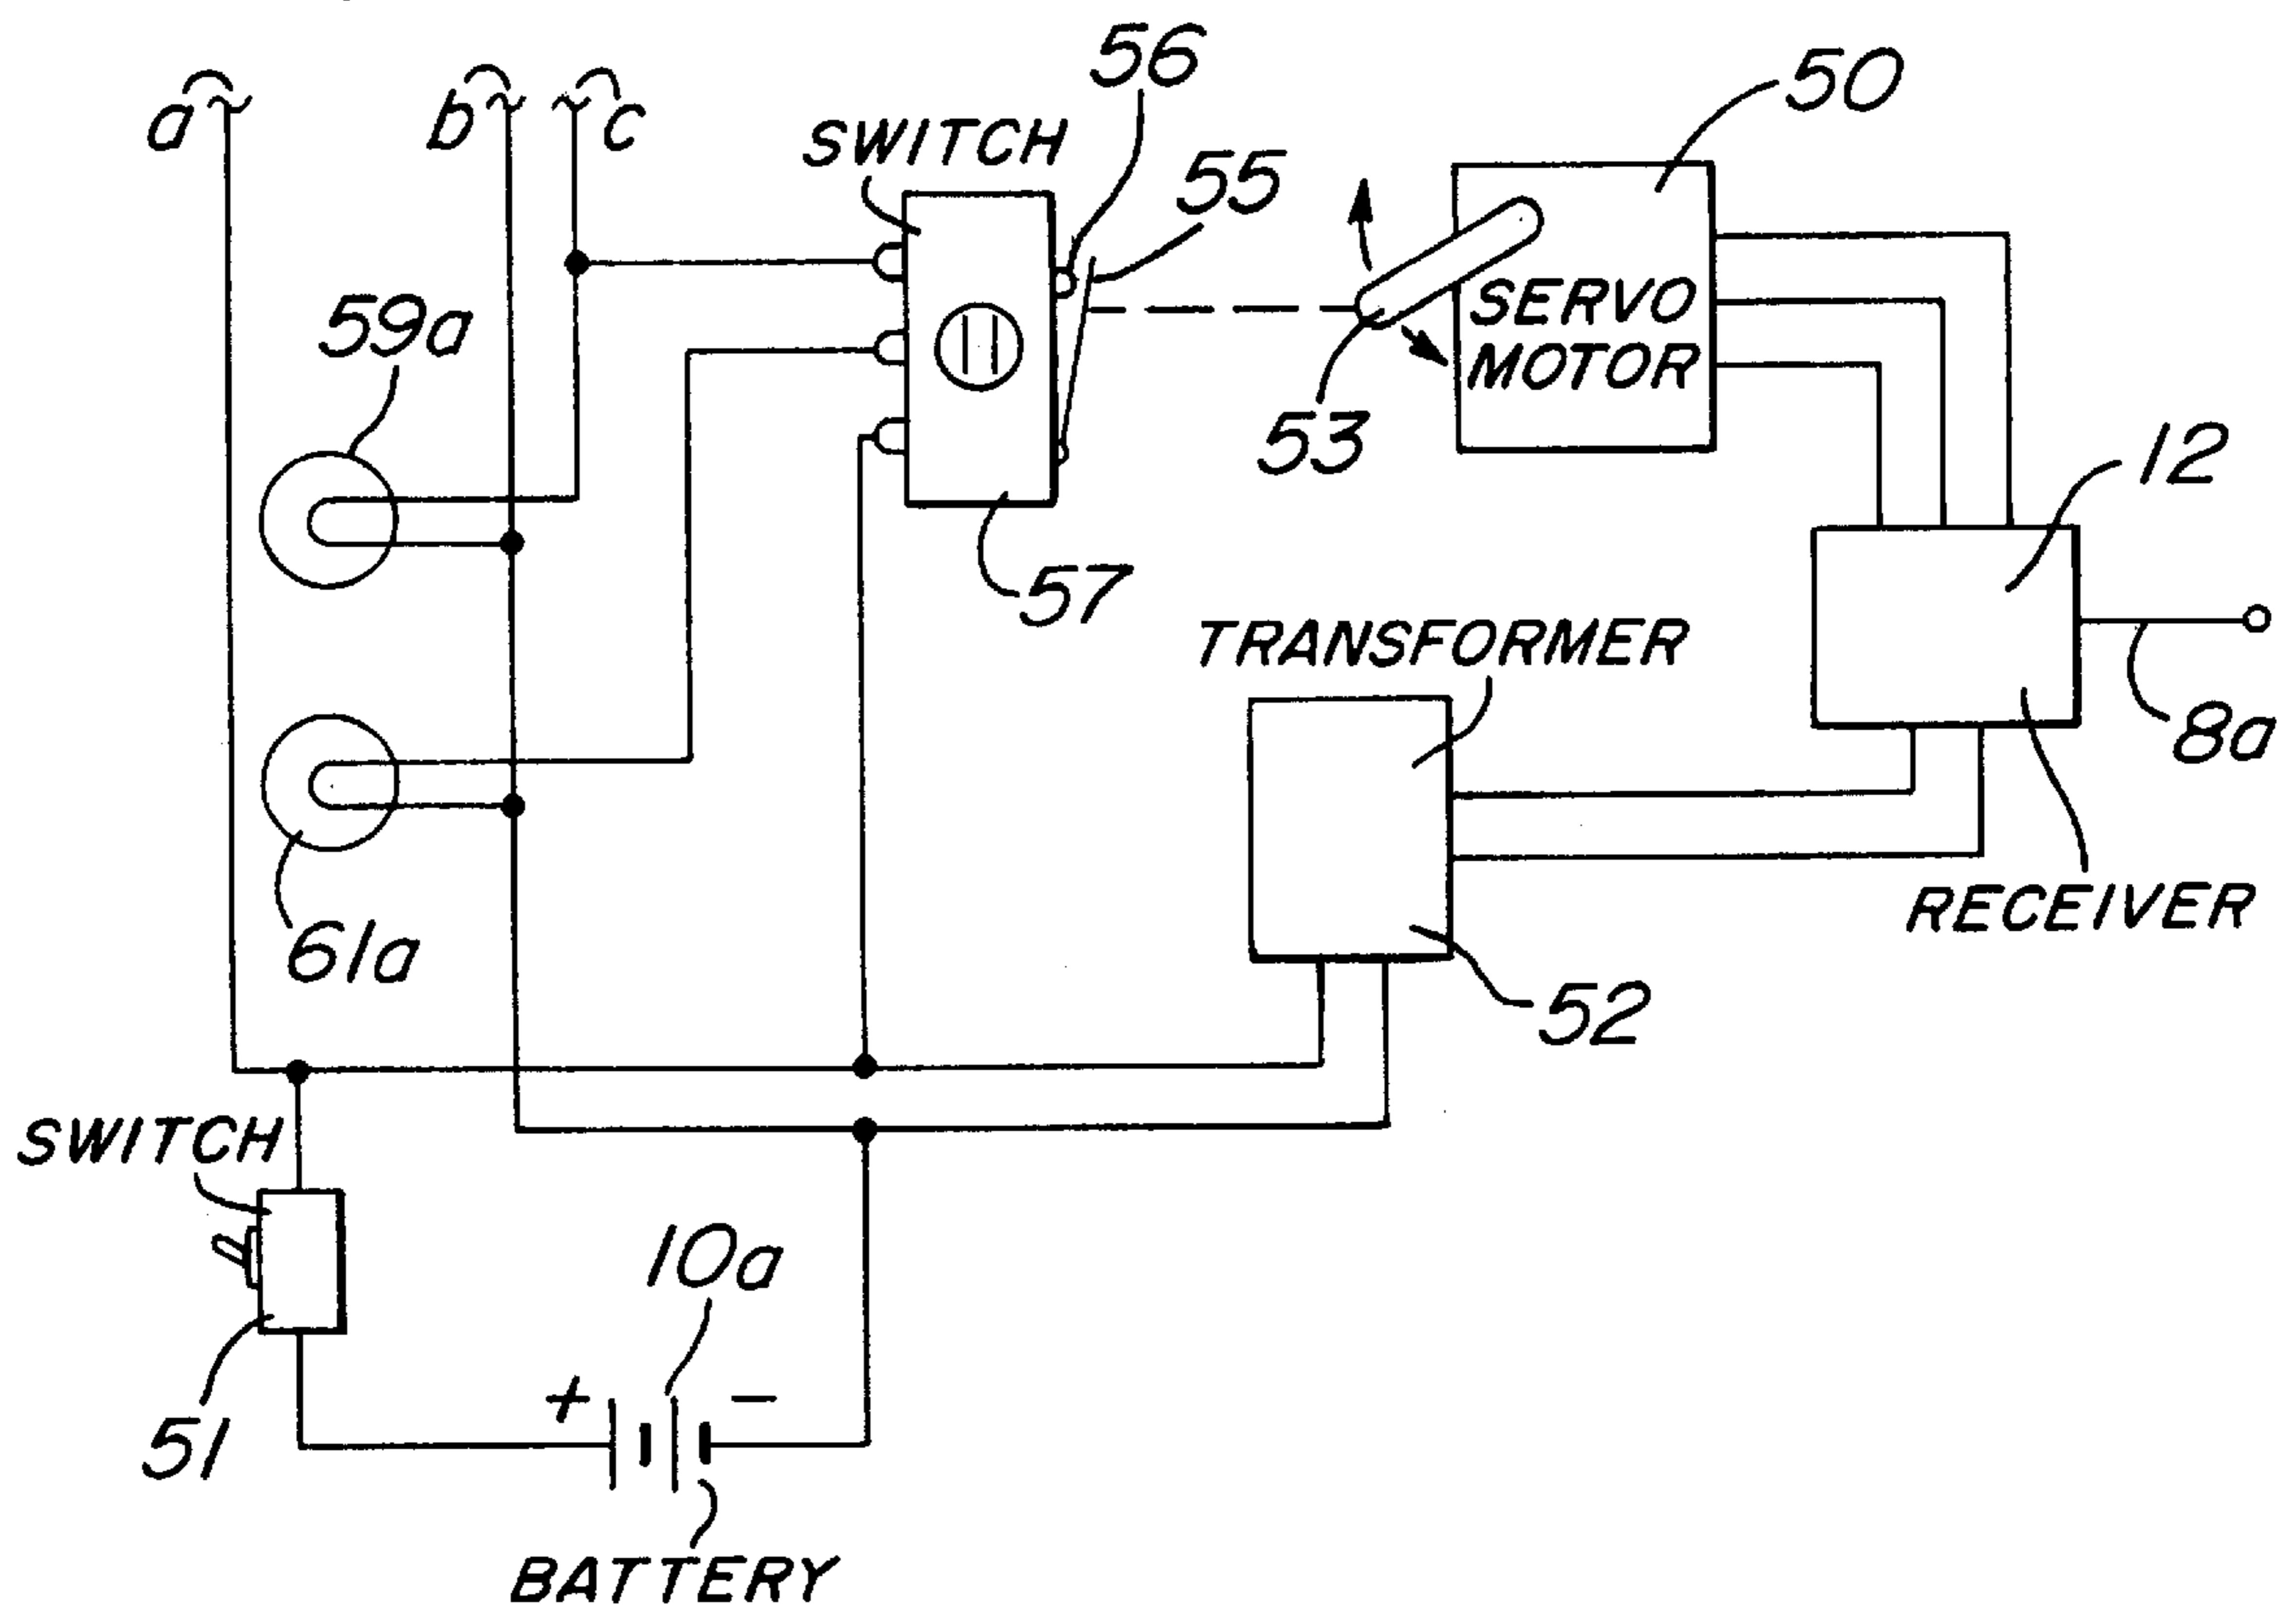 56
50
a
b
c
SWITCH
55
59a
SERVO
MOTOR
53
12
57
TRANSFORMER
8a
61a
RECEIVER
52
SWITCH
10a
+
−
51
BATTERY